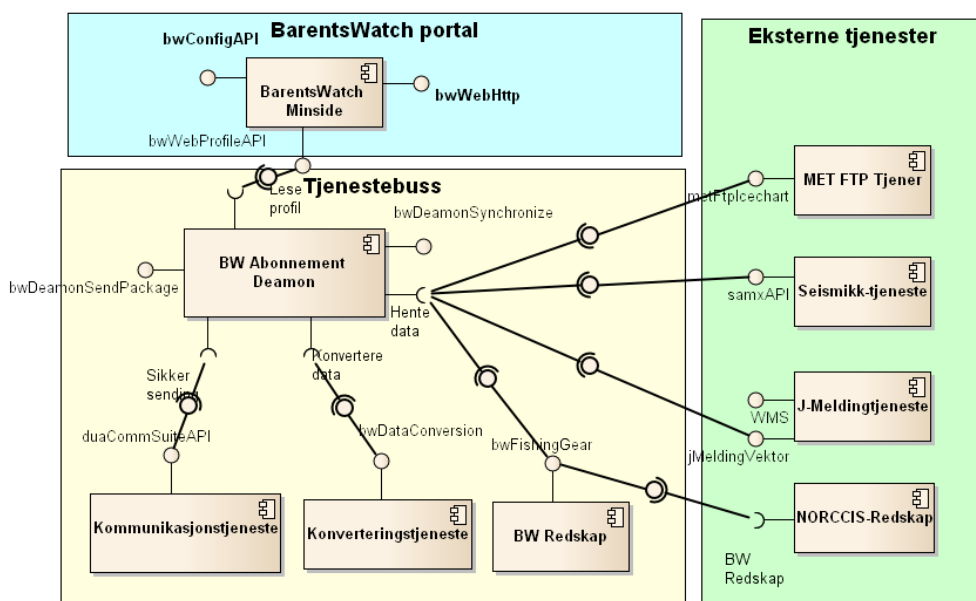 BarentsWatch portal
bwConfigAPI
BarentsWatch
Minside
bwWebHttp
bwWebProfileAPI
Eksterne tjenester
MET FTP Tjener
metFtpIcechart
Seismikk-tjeneste
samxAPI
J-Meldingtjeneste
WMS
jMeldingVektor
NORCCIS-Redskap
BW
Redskap
Tjenestebuss
Lese
profil
bwDeamonSynchronize
BW Abonnement
Deamon
bwDeamonSendPackage
Hente
data
Sikker
sending
Konvertere
data
duaCommSuiteAPI
bwDataConversion
bwFishingGear
Kommunikasjonstjeneste
Konverteringstjeneste
BW Redskap